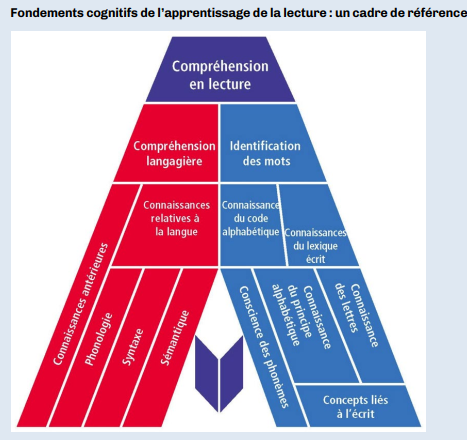 Fondements cognitifs de l'apprentissage de la lecture : un cadre de référence
Compréhension
en lecture
Compréhension
langagière
Identification
des mots
Connaissances
relatives à
la langue
Connaissance
du code
alphabétique
Connaissances
du lexique
écrit
Connaissances antérieures
Phonologie
Syntaxe
Sémantique
Conscience des phonèmes
Connaissance
du principe
alphabétique
Connaissance
des lettres
Concepts liés
à l'écrit